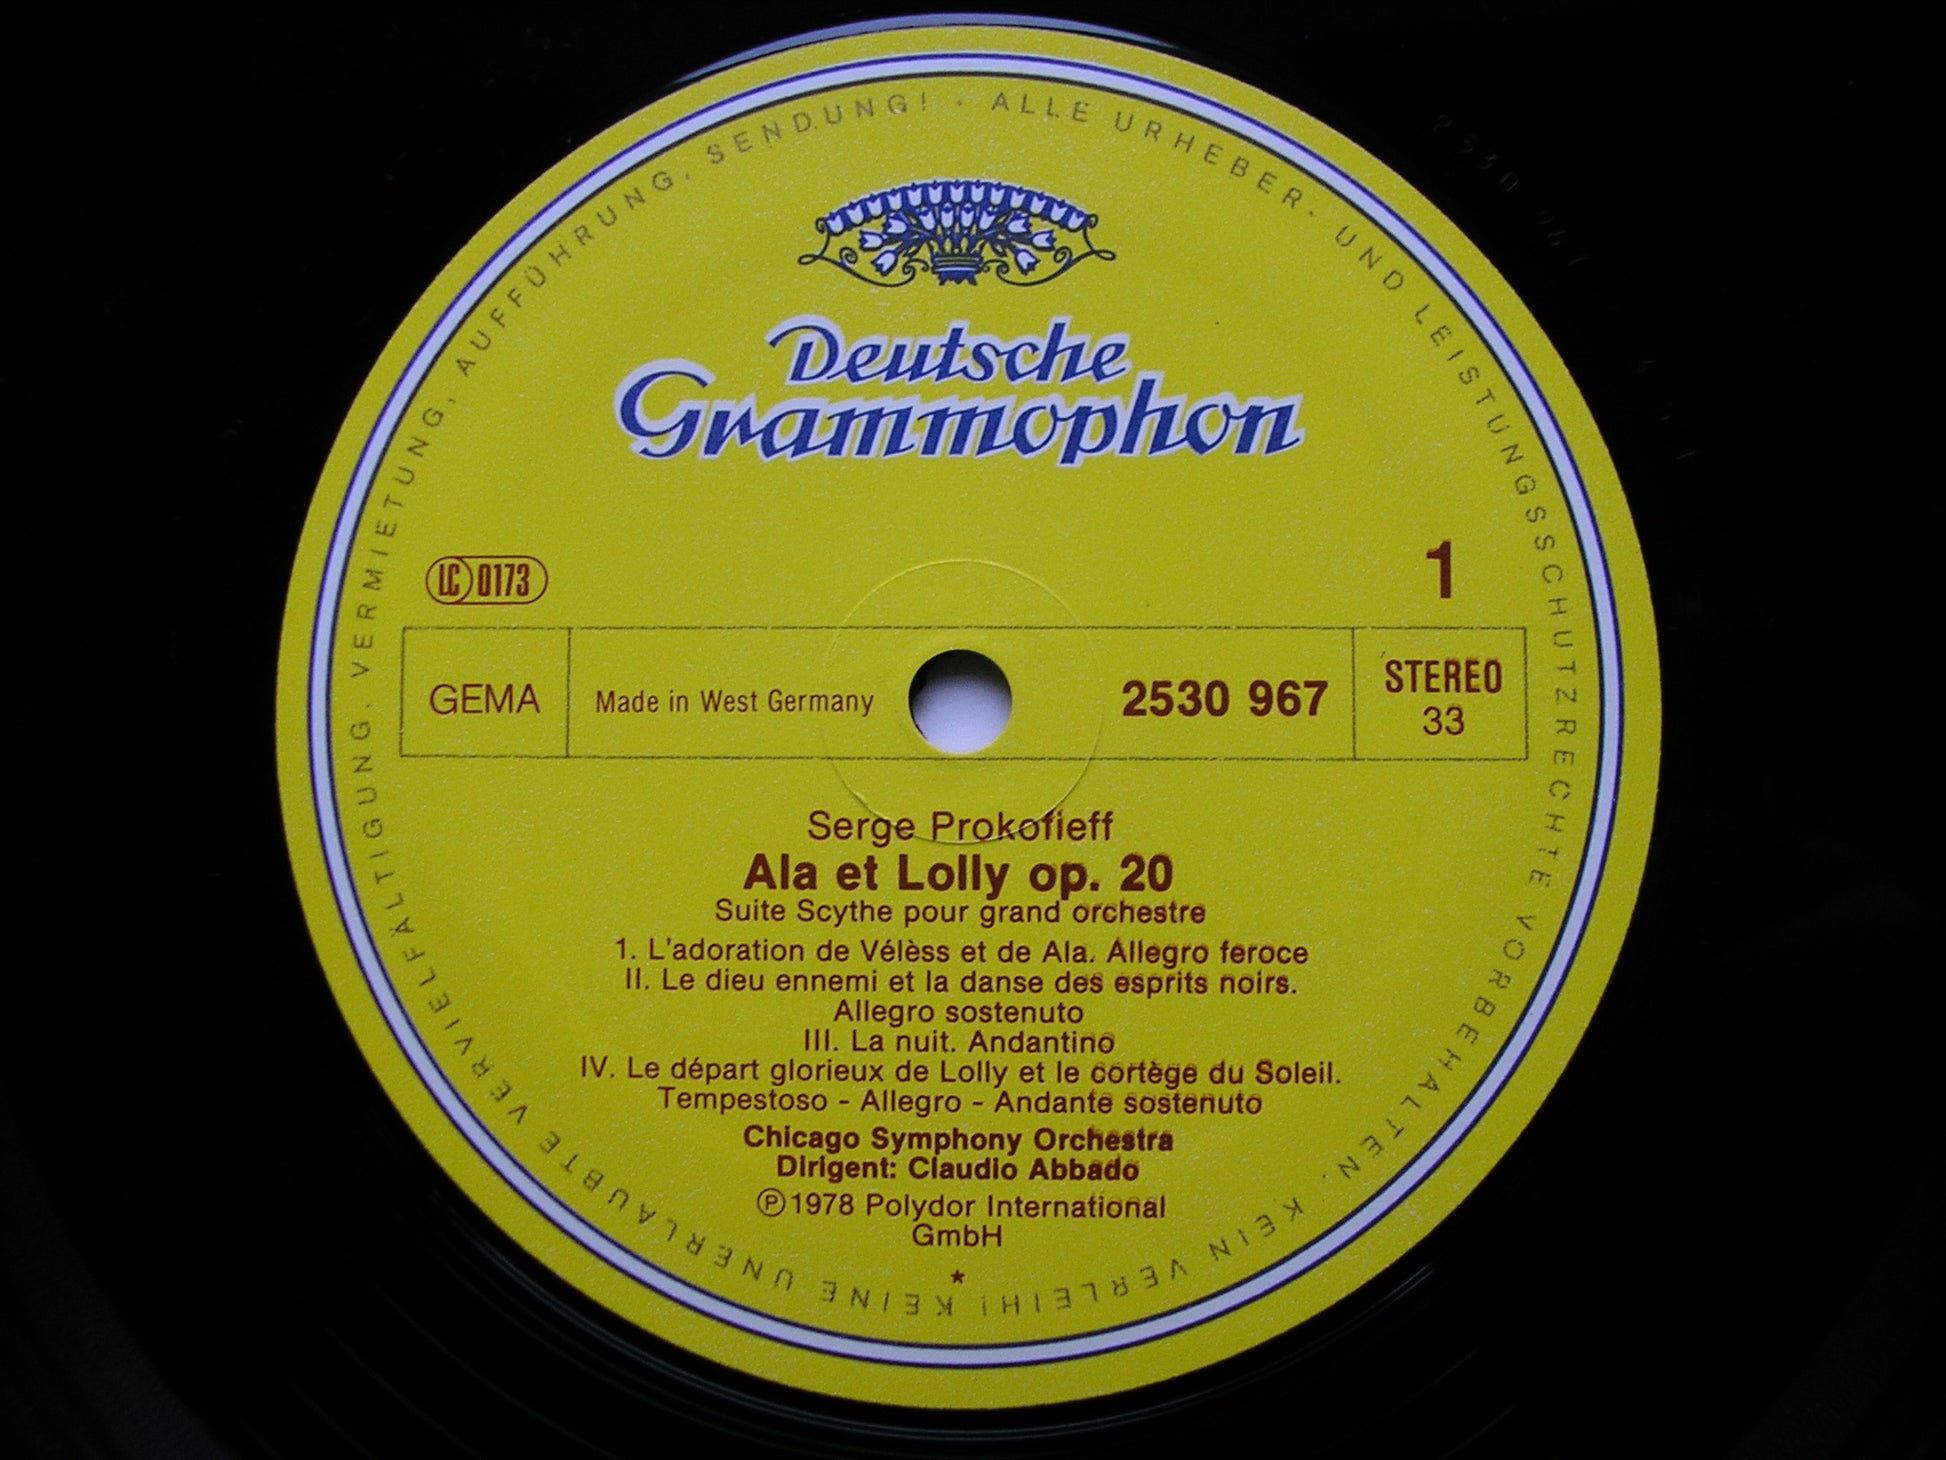 ALLE URHEBER- UND LEISTUNGSSCHUTZRECHTE VORBEHALTEN. KEIN VERLEIH! KEINE UNERLAUBTE VERVIELFÄLTIGUNG, VERMIETUNG, AUFFÜHRUNG, SENDUNG! ·
Deutsche
Grammophon
LC 0173
1
GEMA
Made in West Germany
2530 967
STEREO
33
Serge Prokofieff
Ala et Lolly op. 20
Suite Scythe pour grand orchestre
1. L'adoration de Vélèss et de Ala. Allegro feroce
II. Le dieu ennemi et la danse des esprits noirs.
Allegro sostenuto
III. La nuit. Andantino
IV. Le départ glorieux de Lolly et le cortège du Soleil.
Tempestoso - Allegro - Andante sostenuto
Chicago Symphony Orchestra
Dirigent: Claudio Abbado
℗1978 Polydor International
GmbH
*